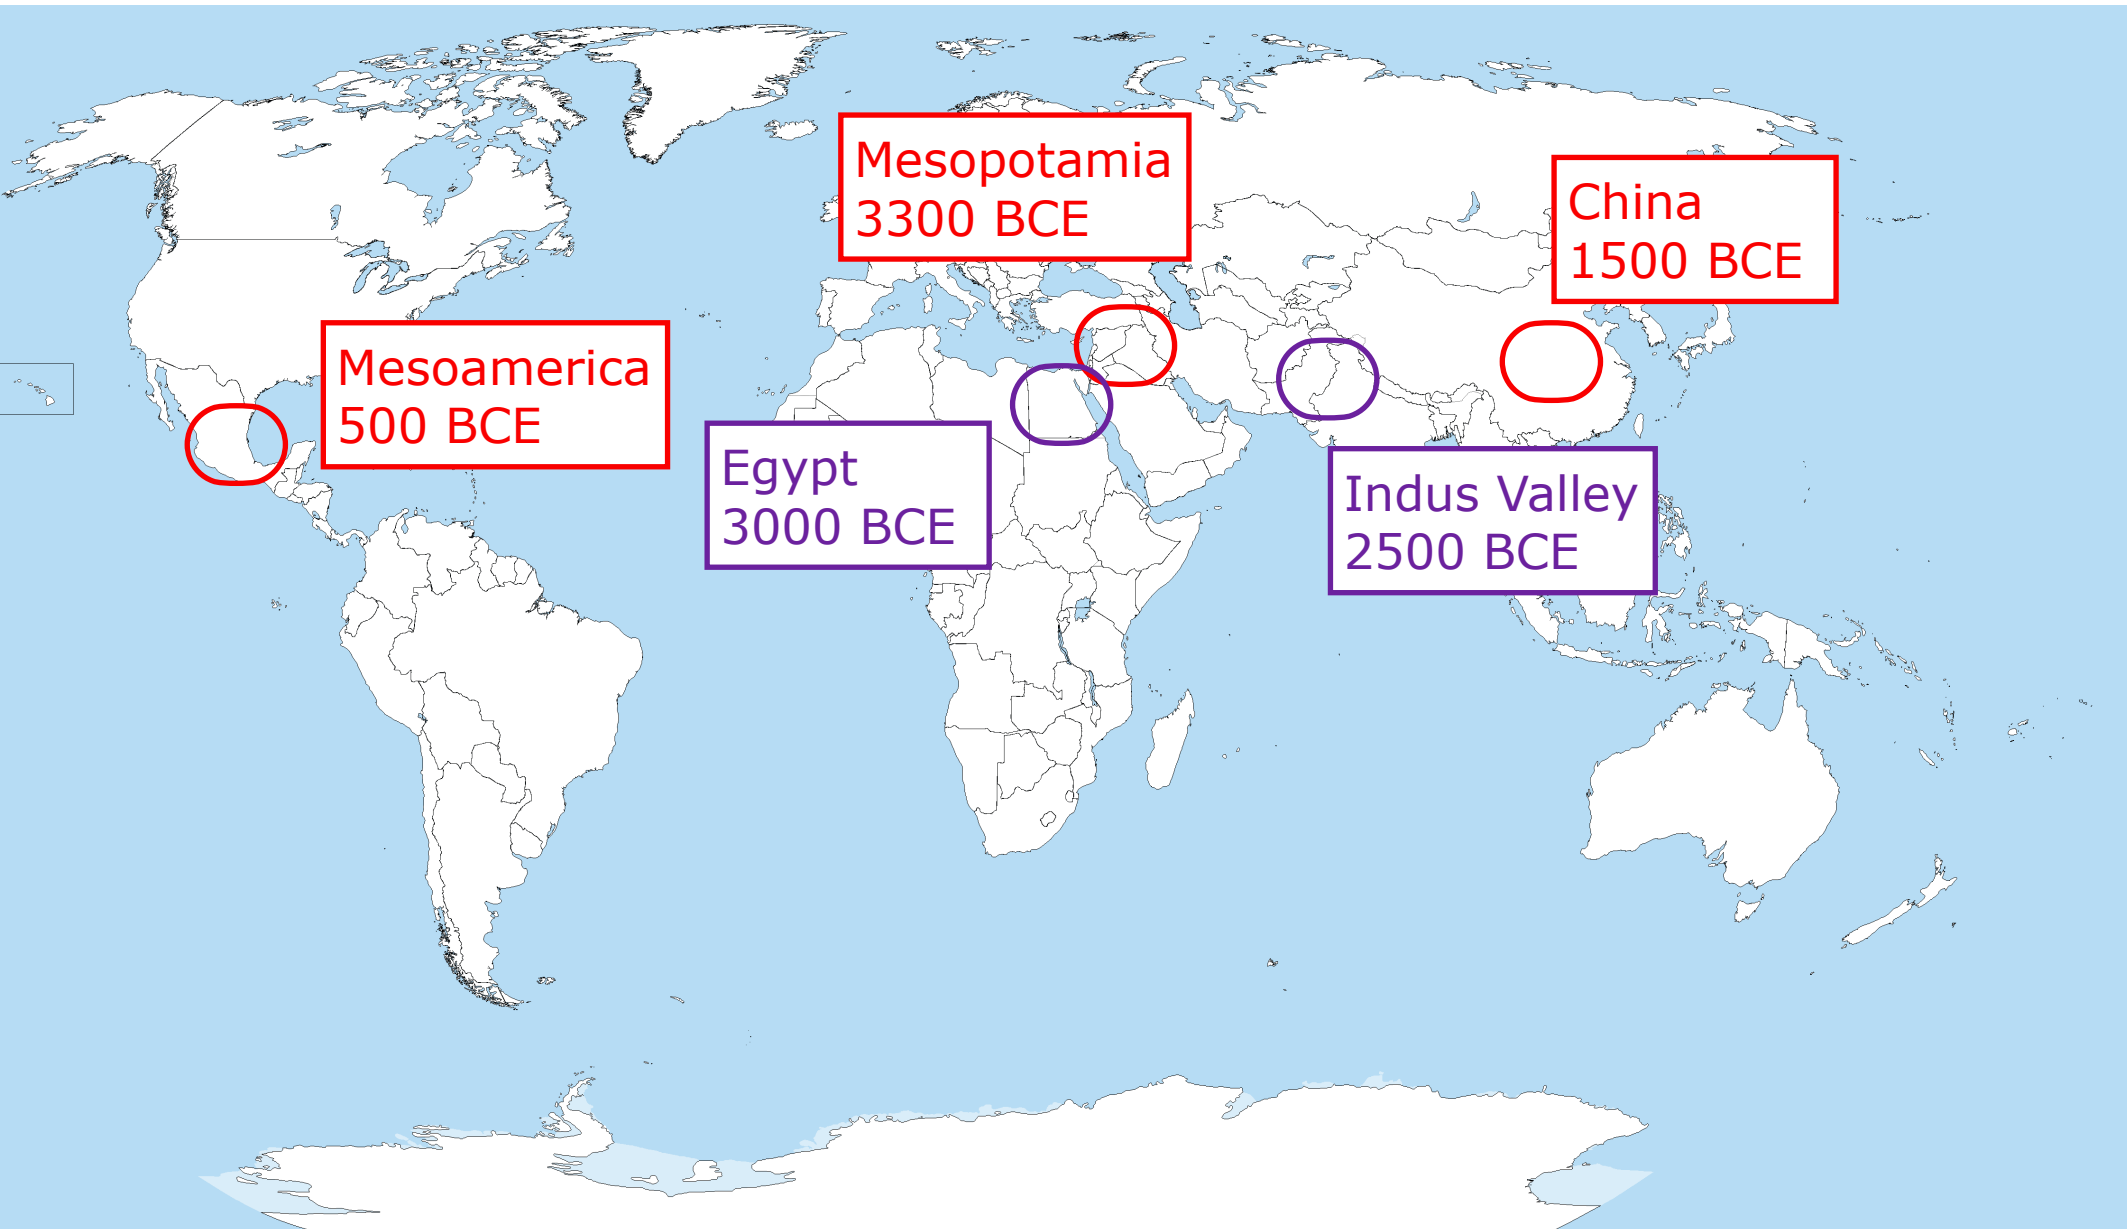 Mesopotamia
3300 BCE
China
1500 BCE
Mesoamerica
500 BCE
Egypt
3000 BCE
Indus Valley
2500 BCE